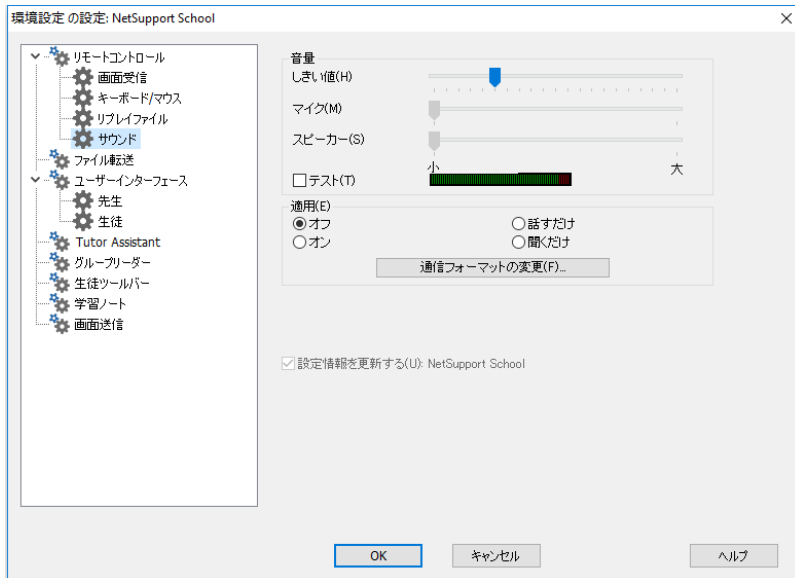 環境設定 の設定: NetSupport School
リモートコントロール
画面受信
キーボード/マウス
リプレイファイル
サウンド
ファイル転送
ユーザーインターフェース
先生
生徒
Tutor Assistant
グループリーダー
生徒ツールバー
学習ノート
画面送信
音量
しきい値(H)
マイク(M)
スピーカー(S)
小 大
テスト(T)
適用(E)
オフ 話すだけ
オン 聞くだけ
通信フォーマットの変更(F)...
設定情報を更新する(U): NetSupport School
OK キャンセル ヘルプ